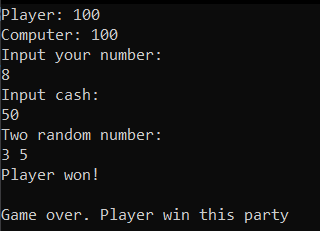 Player: 100
Computer: 100
Input your number:
8
Input cash:
50
Two random number:
3 5
Player won!
Game over. Player win this party